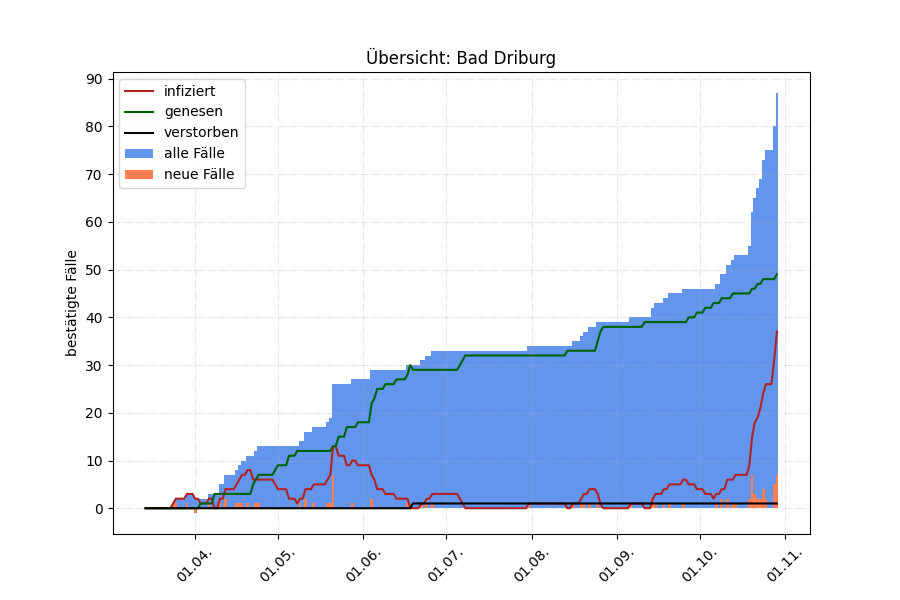 Übersicht: Bad Driburg
bestätigte Fälle
90
80
70
60
50
40
30
20
10
0
infiziert
genesen
verstorben
alle Fälle
neue Fälle
01.04.
01.05.
01.06.
01.07.
01.08.
01.09.
01.10.
01.11.